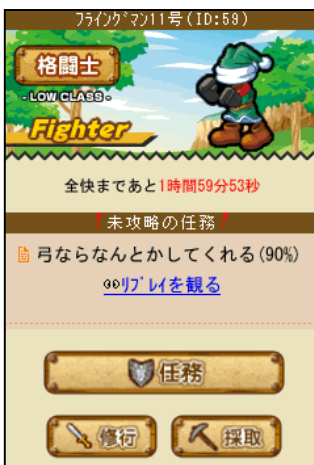 フライングマン11号(ID:59)
格闘士
-LOW CLASS-
Fighter
全快まであと1時間59分53秒
!未攻略の任務!
弓ならなんとかしてくれる(90%)
リプレイを観る
任務
修行
採取